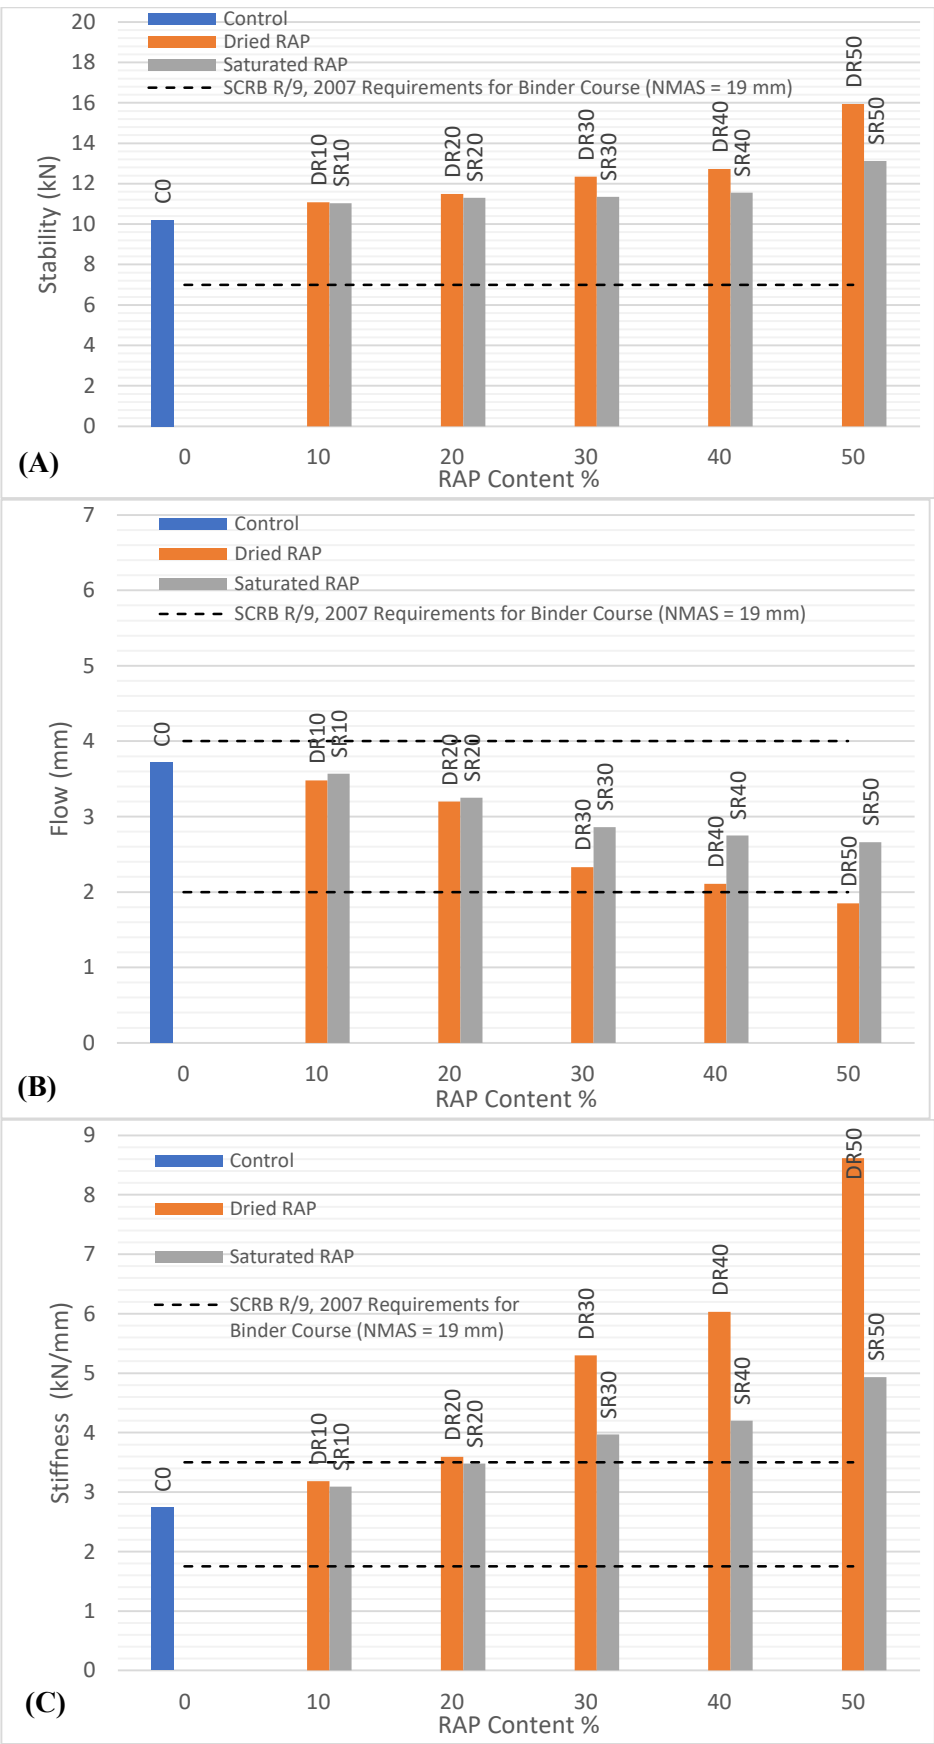 Control
Dried RAP
Saturated RAP
SCRB R/9, 2007 Requirements for Binder Course (NMAS = 19 mm)
20
18
16
14
12
10
8
6
4
2
0
Stability (kN)
C0
DR10
SR10
DR20
SR20
DR30
SR30
DR40
SR40
DR50
SR50
0 10 20 30 40 50
RAP Content %
(A)
Control
Dried RAP
Saturated RAP
SCRB R/9, 2007 Requirements for Binder Course (NMAS = 19 mm)
7
6
5
4
3
2
1
0
Flow (mm)
C0
DR10
SR10
DR20
SR20
DR30
SR30
DR40
SR40
DR50
SR50
0 10 20 30 40 50
RAP Content %
(B)
Control
Dried RAP
Saturated RAP
SCRB R/9, 2007 Requirements for
Binder Course (NMAS = 19 mm)
9
8
7
6
5
4
3
2
1
0
Stiffness (kN/mm)
C0
DR10
SR10
DR20
SR20
DR30
SR30
DR40
SR40
DR50
SR50
0 10 20 30 40 50
RAP Content %
(C)